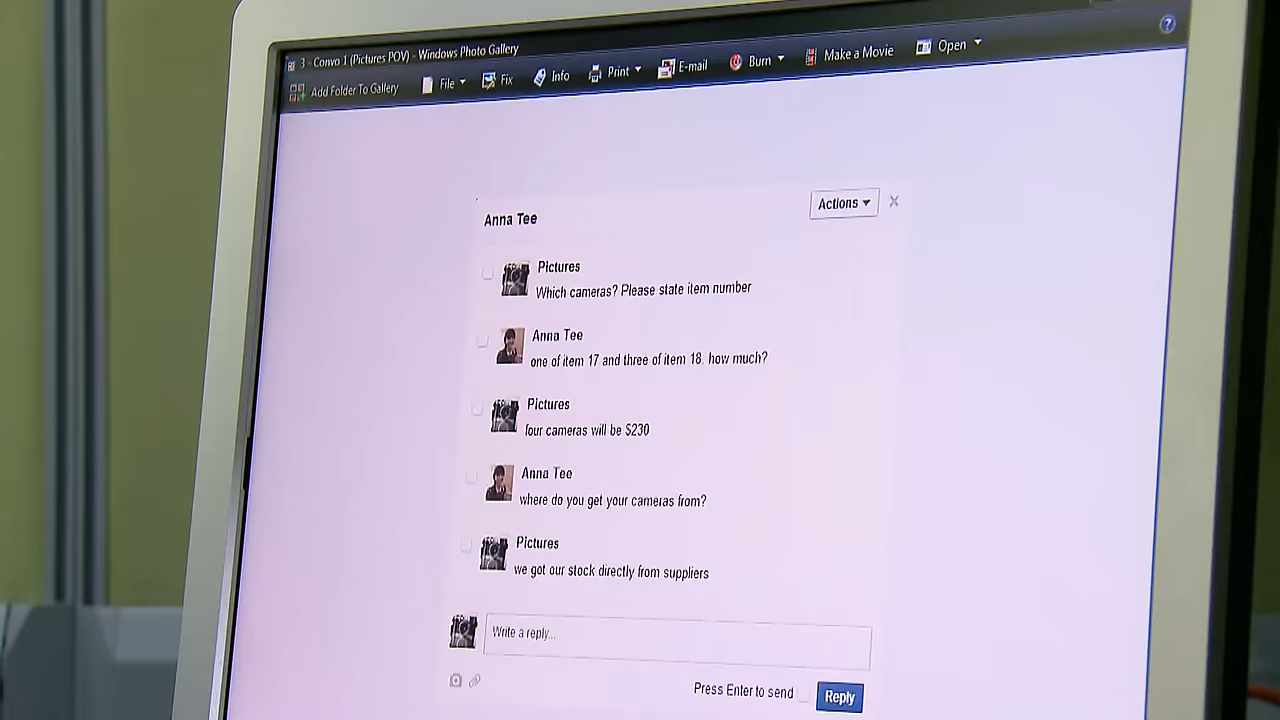 3 - Convo 1 (Pictures POV) - Windows Photo Gallery
Add Folder To Gallery File Fix Info Print E-mail Burn Make a Movie Open ?
Anna Tee Actions
Pictures
Which cameras? Please state item number
Anna Tee
one of item 17 and three of item 18. how much?
Pictures
four cameras will be $230
Anna Tee
where do you get your cameras from?
Pictures
we got our stock directly from suppliers
Write a reply...
Press Enter to send Reply